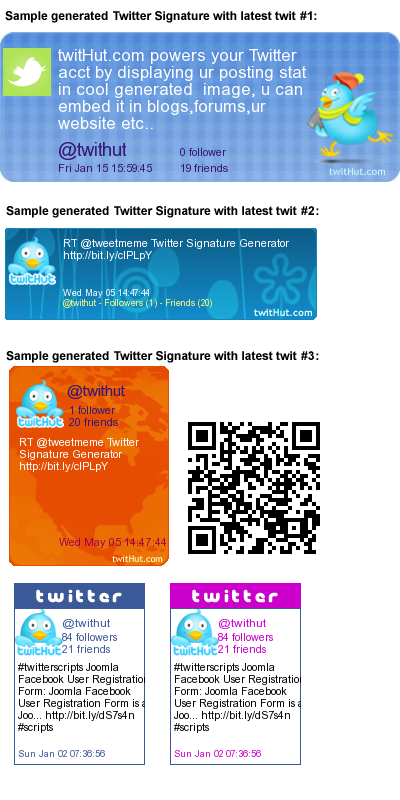 Sample generated Twitter Signature with latest twit #1:
twitHut.com powers your Twitter
acct by displaying ur posting stat
in cool generated image, u can
embed it in blogs,forums,ur
website etc..
@twithut
0 follower
Fri Jan 15 15:59:45
19 friends
twitHut.com
Sample generated Twitter Signature with latest twit #2:
RT @tweetmeme Twitter Signature Generator
http://bit.ly/clPLpY
twitHut
Wed May 05 14:47:44
@twithut - Followers (1) - Friends (20)
twitHut.com
Sample generated Twitter Signature with latest twit #3:
@twithut
1 follower
20 friends
twitHut
RT @tweetmeme Twitter
Signature Generator
http://bit.ly/clPLpY
Wed May 05 14:47:44
twitHut.com
twitter
@twithut
84 followers
21 friends
twitHut
#twitterscripts Joomla
Facebook User Registratio
Form: Joomla Facebook
User Registration Form is a
Joo... http://bit.ly/dS7s4n
#scripts
Sun Jan 02 07:36:56
twitter
@twithut
84 followers
21 friends
twitHut
#twitterscripts Joomla
Facebook User Registratio
Form: Joomla Facebook
User Registration Form is a
Joo... http://bit.ly/dS7s4n
#scripts
Sun Jan 02 07:36:56